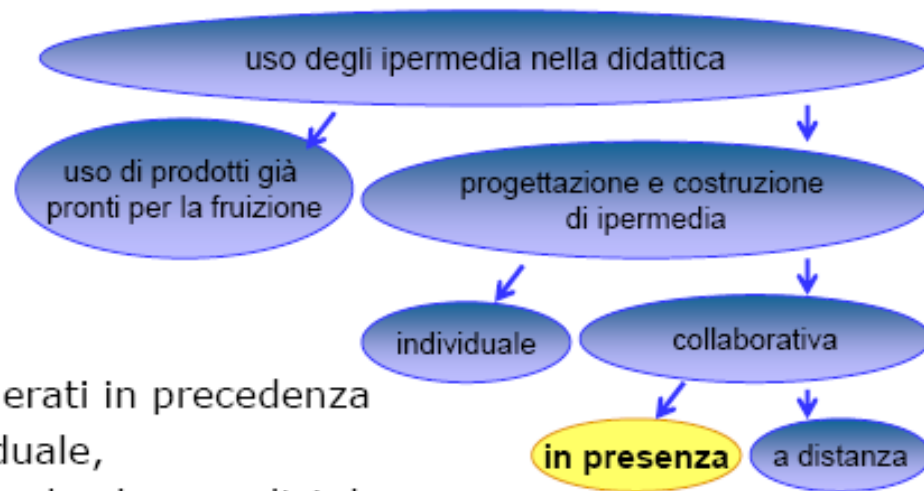 uso degli ipermedia nella didattica
uso di prodotti già
pronti per la fruizione
progettazione e costruzione
di ipermedia
individuale
collaborativa
erati in precedenza
duale,
in presenza
a distanza